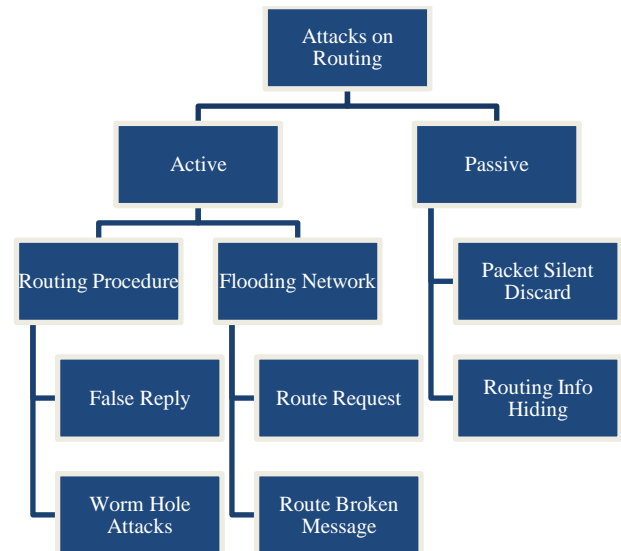 Attacks on
Routing
Active
Passive
Routing Procedure
Flooding Network
Packet Silent
Discard
False Reply
Route Request
Routing Info
Hiding
Worm Hole
Attacks
Route Broken
Message